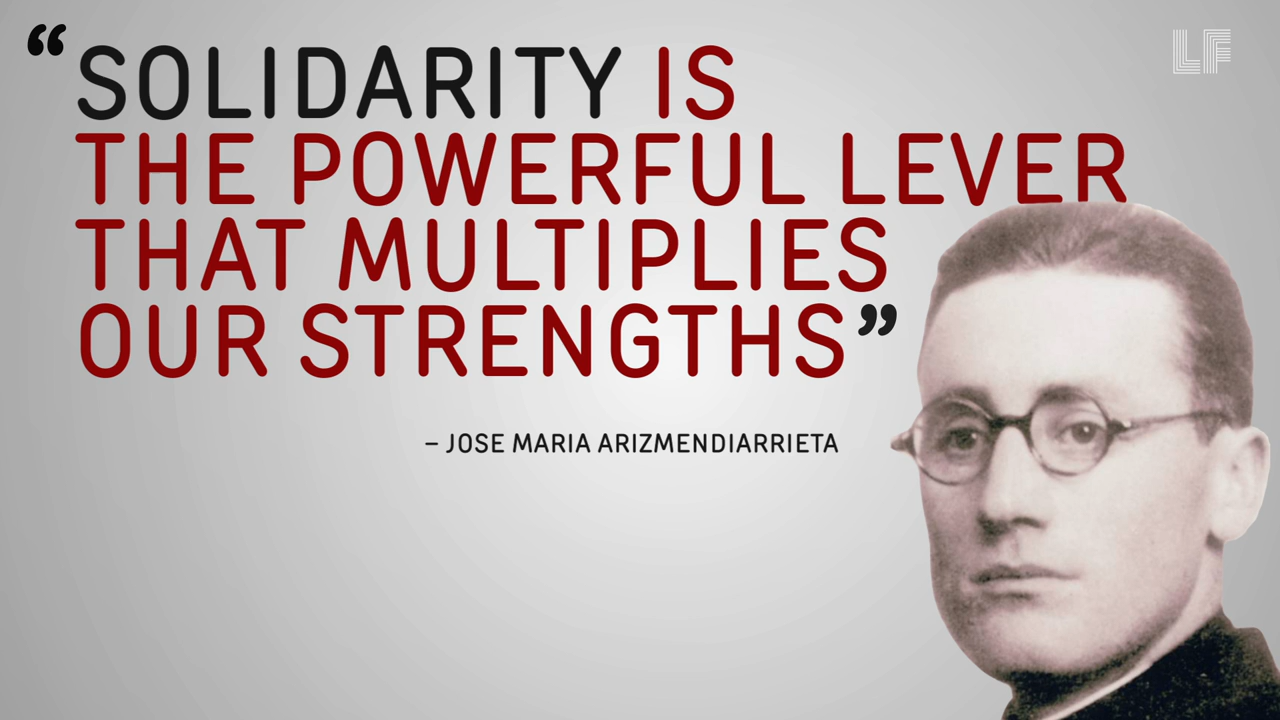 “SOLIDARITY IS
THE POWERFUL LEVER
THAT MULTIPLIES
OUR STRENGTHS”
– JOSE MARIA ARIZMENDIARRIETA
LF